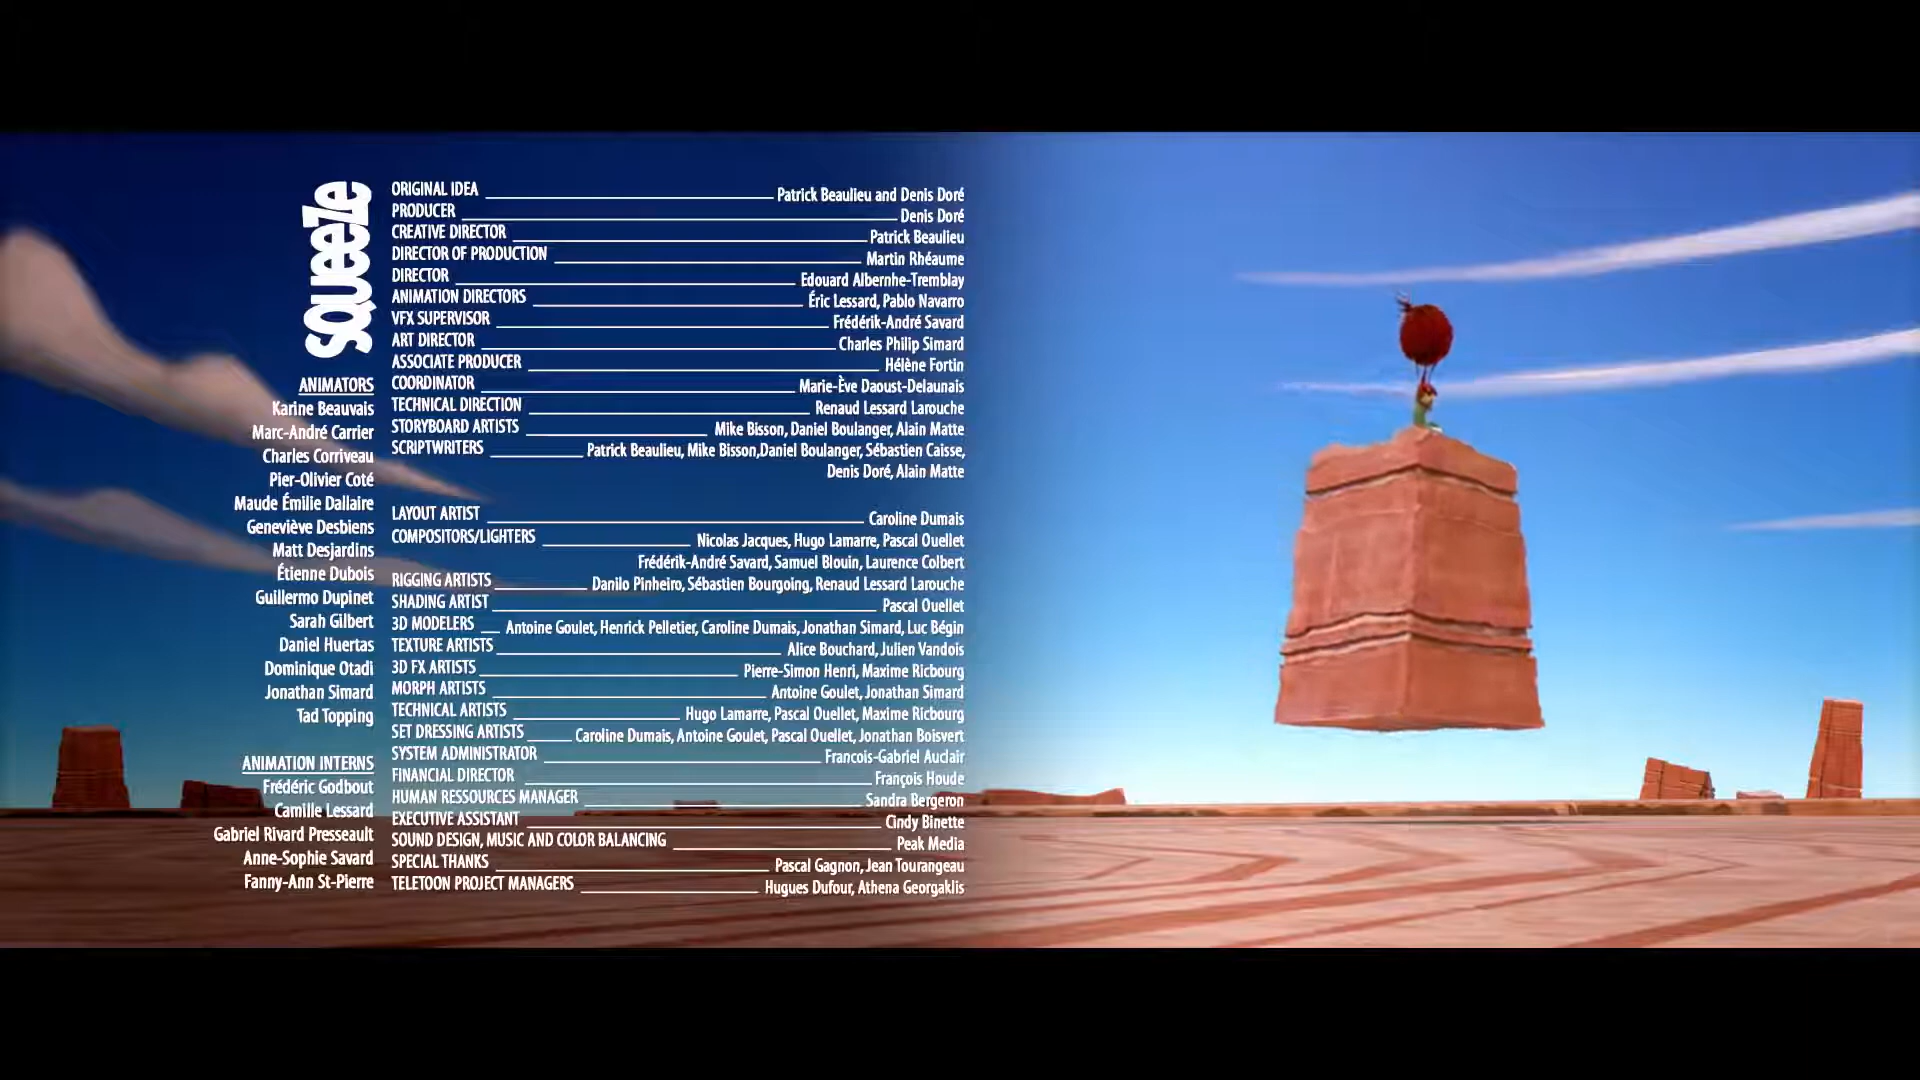 squeeze
ANIMATORS
Karine Beauvais
Marc-André Carrier
Charles Corriveau
Pier-Olivier Coté
Maude Émilie Dallaire
Geneviève Desbiens
Matt Desjardins
Étienne Dubois
Guillermo Dupinet
Sarah Gilbert
Daniel Huertas
Dominique Otadi
Jonathan Simard
Tad Topping
ANIMATION INTERNS
Frédéric Godbout
Camille Lessard
Gabriel Rivard Presseault
Anne-Sophie Savard
Fanny-Ann St-Pierre
ORIGINAL IDEA Patrick Beaulieu and Denis Doré
PRODUCER Denis Doré
CREATIVE DIRECTOR Patrick Beaulieu
DIRECTOR OF PRODUCTION Martin Rhéaume
DIRECTOR Edouard Albernhe-Tremblay
ANIMATION DIRECTORS Éric Lessard, Pablo Navarro
VFX SUPERVISOR Frédérik-André Savard
ART DIRECTOR Charles Philip Simard
ASSOCIATE PRODUCER Hélène Fortin
COORDINATOR Marie-Ève Daoust-Delaunais
TECHNICAL DIRECTION Renaud Lessard Larouche
STORYBOARD ARTISTS Mike Bisson, Daniel Boulanger, Alain Matte
SCRIPTWRITERS Patrick Beaulieu, Mike Bisson,Daniel Boulanger, Sébastien Caisse,
Denis Doré, Alain Matte
LAYOUT ARTIST Caroline Dumais
COMPOSITORS/LIGHTERS Nicolas Jacques, Hugo Lamarre, Pascal Ouellet
Frédérik-André Savard, Samuel Blouin, Laurence Colbert
RIGGING ARTISTS Danilo Pinheiro, Sébastien Bourgoing, Renaud Lessard Larouche
SHADING ARTIST Pascal Ouellet
3D MODELERS Antoine Goulet, Henrick Pelletier, Caroline Dumais, Jonathan Simard, Luc Bégin
TEXTURE ARTISTS Alice Bouchard, Julien Vandois
3D FX ARTISTS Pierre-Simon Henri, Maxime Ricbourg
MORPH ARTISTS Antoine Goulet, Jonathan Simard
TECHNICAL ARTISTS Hugo Lamarre, Pascal Ouellet, Maxime Ricbourg
SET DRESSING ARTISTS Caroline Dumais, Antoine Goulet, Pascal Ouellet, Jonathan Boisvert
SYSTEM ADMINISTRATOR Francois-Gabriel Auclair
FINANCIAL DIRECTOR François Houde
HUMAN RESSOURCES MANAGER Sandra Bergeron
EXECUTIVE ASSISTANT Cindy Binette
SOUND DESIGN, MUSIC AND COLOR BALANCING Peak Media
SPECIAL THANKS Pascal Gagnon, Jean Tourangeau
TELETOON PROJECT MANAGERS Hugues Dufour, Athena Georgaklis